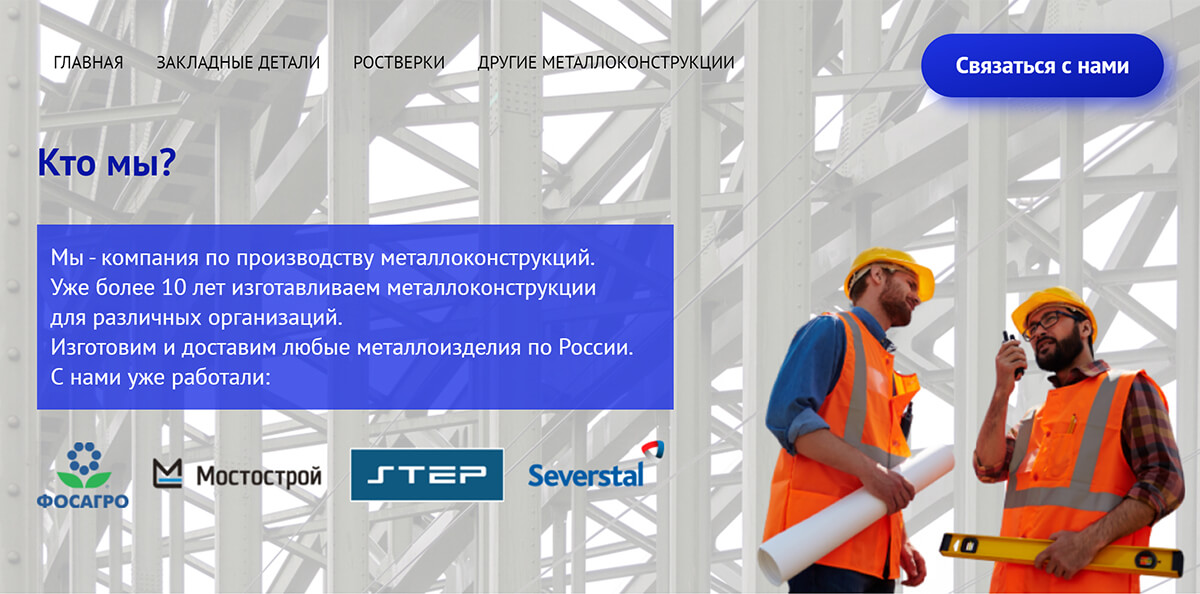 ГЛАВНАЯ ЗАКЛАДНЫЕ ДЕТАЛИ РОСТВЕРКИ ДРУГИЕ МЕТАЛЛОКОНСТРУКЦИИ
Связаться с нами
Кто мы?
Мы - компания по производству металлоконструкций.
Уже более 10 лет изготавливаем металлоконструкции
для различных организаций.
Изготовим и доставим любые металлоизделия по России.
С нами уже работали:
ФОСАГРО Мостострой STEP Severstal